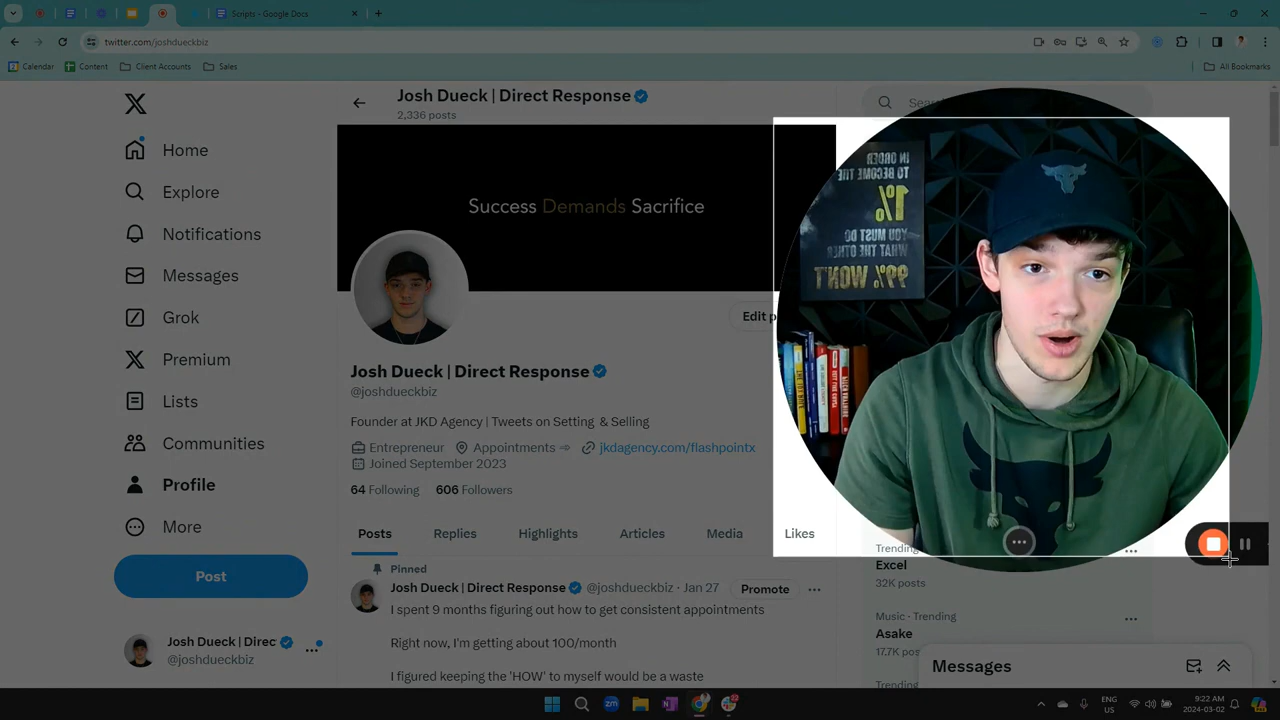 Scripts - Google Docs
twitter.com/joshdueckbiz
Calendar
Content
Client Accounts
Sales
All Bookmarks
Josh Dueck | Direct Response
2,336 posts
Home
Explore
Notifications
Messages
Grok
Premium
Lists
Communities
Profile
More
Post
Josh Dueck | Direc
@joshdueckbiz
Success Demands Sacrifice
Edit p
Josh Dueck | Direct Response
@joshdueckbiz
Founder at JKD Agency | Tweets on Setting & Selling
Entrepreneur
Appointments ⇨
jkdagency.com/flashpointx
Joined September 2023
64 Following
606 Followers
Posts
Replies
Highlights
Articles
Media
Likes
Pinned
Josh Dueck | Direct Response @joshdueckbiz · Jan 27
Promote
I spent 9 months figuring out how to get consistent appointments
Right now, I'm getting about 100/month
I figured keeping the 'HOW' to myself would be a waste
Sear
IN ORDER
TO BECOME THE
1%
YOU MUST DO
WHAT THE OTHER
99% WON'T
Trending
Excel
32K posts
Music · Trending
Asake
17.7K pos
Trending
Messages
ENG
US
9:22 AM
2024-03-02